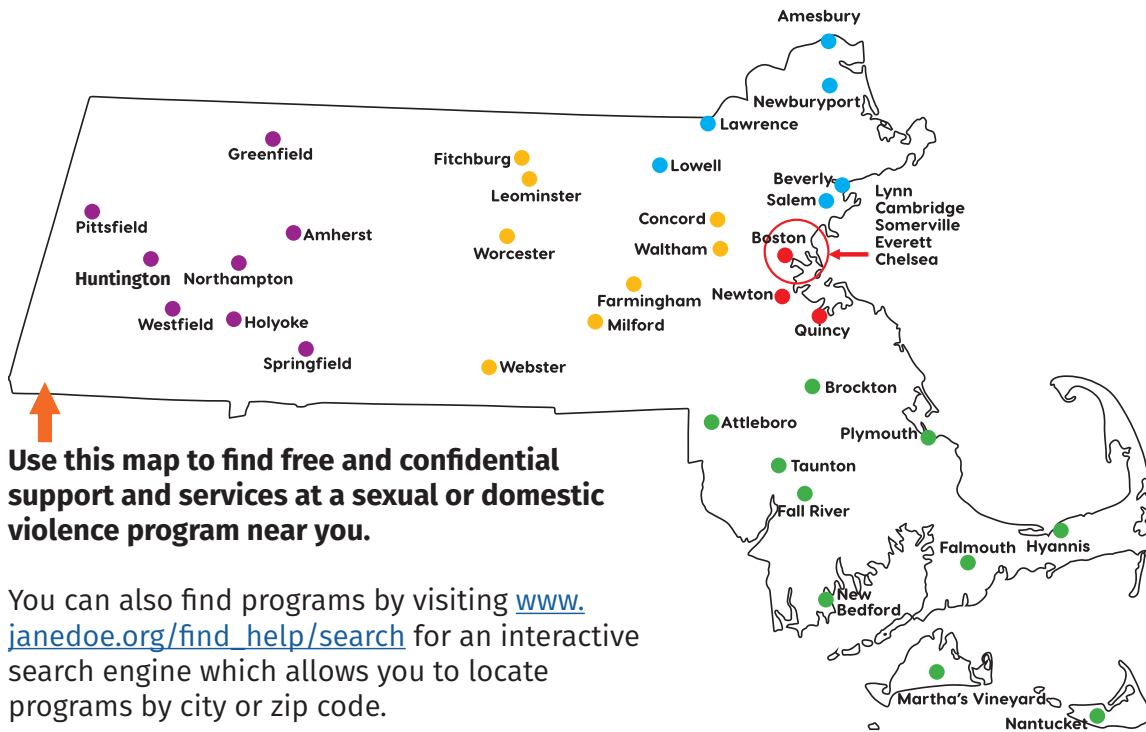 Amesbury
Newburyport
Lawrence
Greenfield
Fitchburg
Lowell
Leominster
Beverly
Salem
Lynn
Cambridge
Somerville
Everett
Chelsea
Pittsfield
Amherst
Concord
Worcester
Waltham
Boston
Huntington
Northampton
Farmingham
Newton
Westfield
Holyoke
Milford
Quincy
Springfield
Webster
Brockton
Attleboro
Plymouth
Use this map to find free and confidential
support and services at a sexual or domestic
violence program near you.
Taunton
Fall River
Falmouth
Hyannis
New
Bedford
You can also find programs by visiting www.
janedoe.org/find_help/search for an interactive
search engine which allows you to locate
programs by city or zip code.
Martha's Vineyard
Nantucket